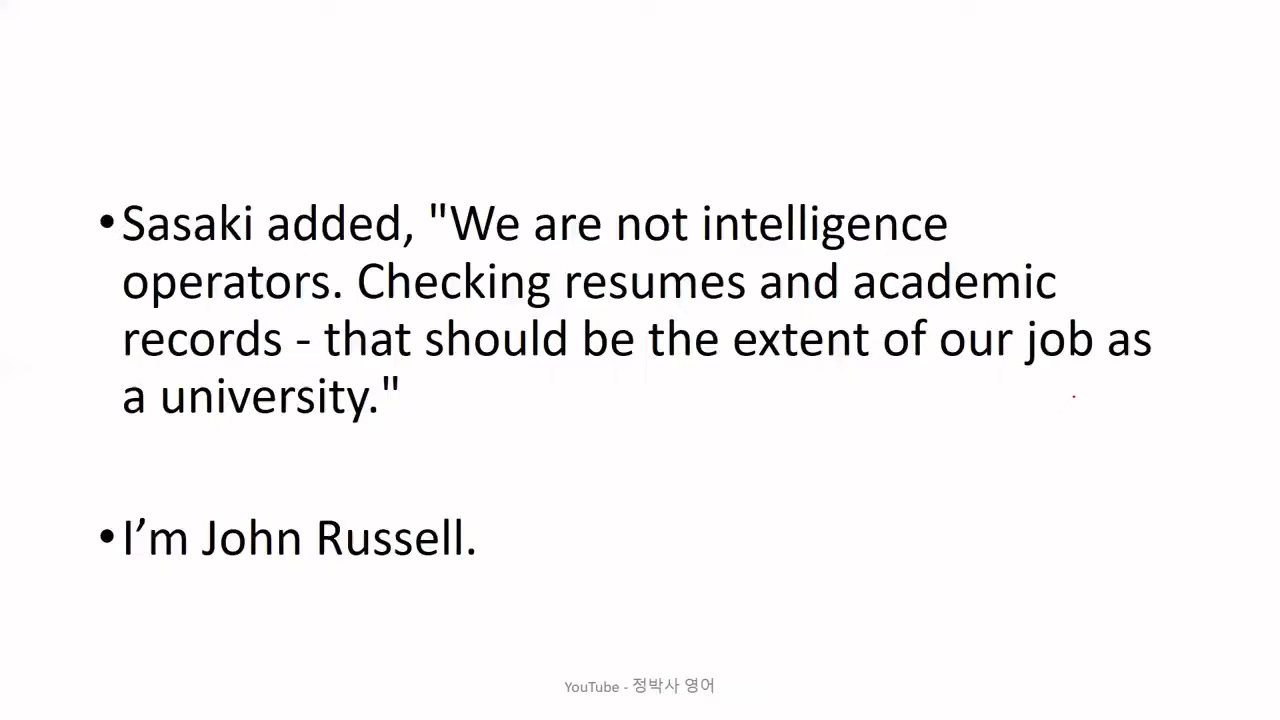 •Sasaki added, "We are not intelligence
operators. Checking resumes and academic
records - that should be the extent of our job as
a university."
•I’m John Russell.
YouTube - 정박사 영어